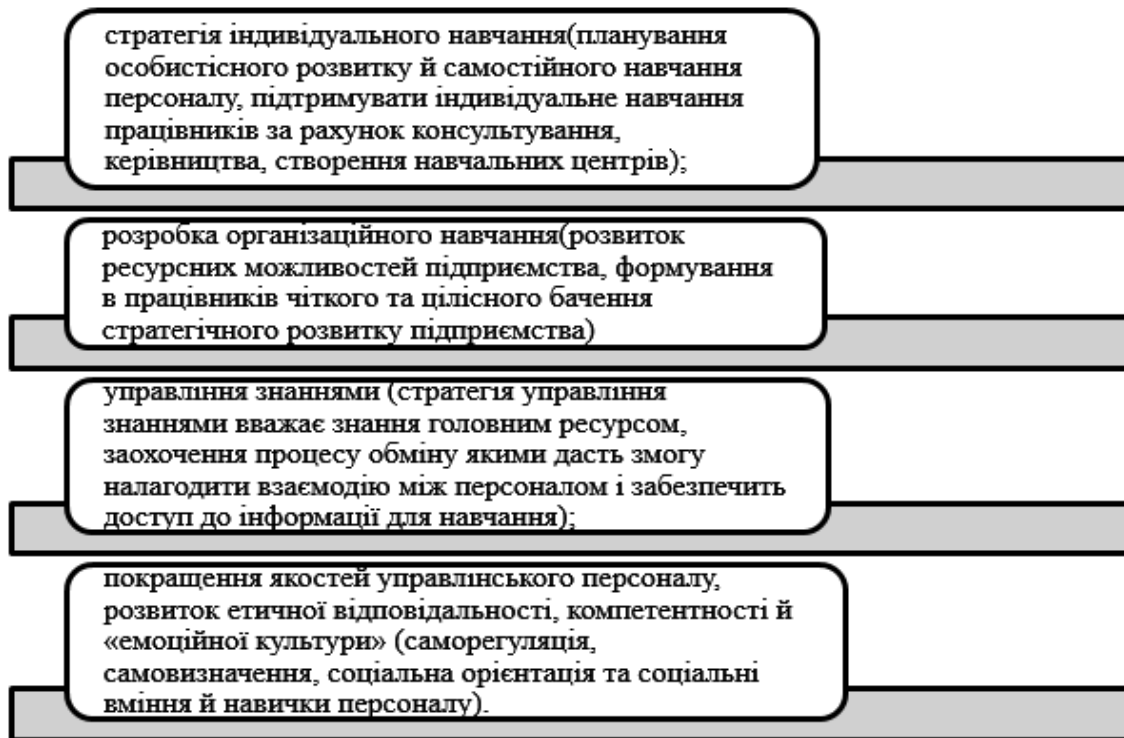 стратегія індивідуального навчання(планування
особистісного розвитку й самостійного навчання
персоналу, підтримувати індивідуальне навчання
працівників за рахунок консультування,
керівництва, створення навчальних центрів);
розробка організаційного навчання(розвиток
ресурсних можливостей підприємства, формування
в працівників чіткого та цілісного бачення
стратегічного розвитку підприємства)
управління знаннями (стратегія управління
знаннями вважає знання головним ресурсом,
заохочення процесу обміну якими дасть змогу
налагодити взаємодію між персоналом і забезпечить
доступ до інформації для навчання);
покращення якостей управлінського персоналу,
розвиток етичної відповідальності, компетентності й
«емоційної культури» (саморегуляція,
самовизначення, соціальна орієнтація та соціальні
вміння й навички персоналу).